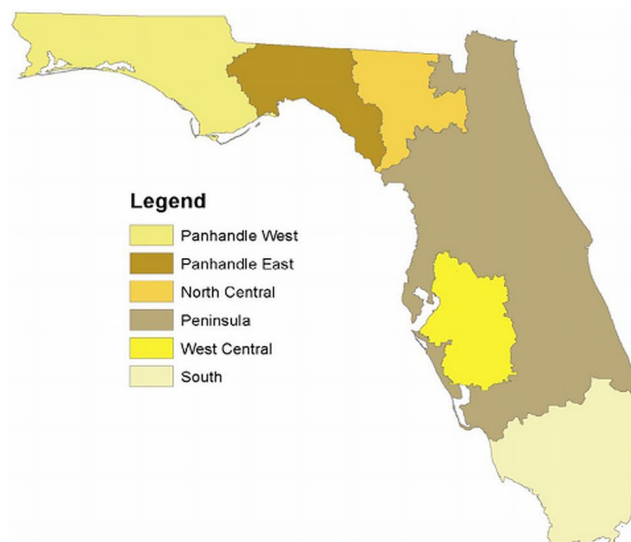 Legend
Panhandle West
Panhandle East
North Central
Peninsula
West Central
South